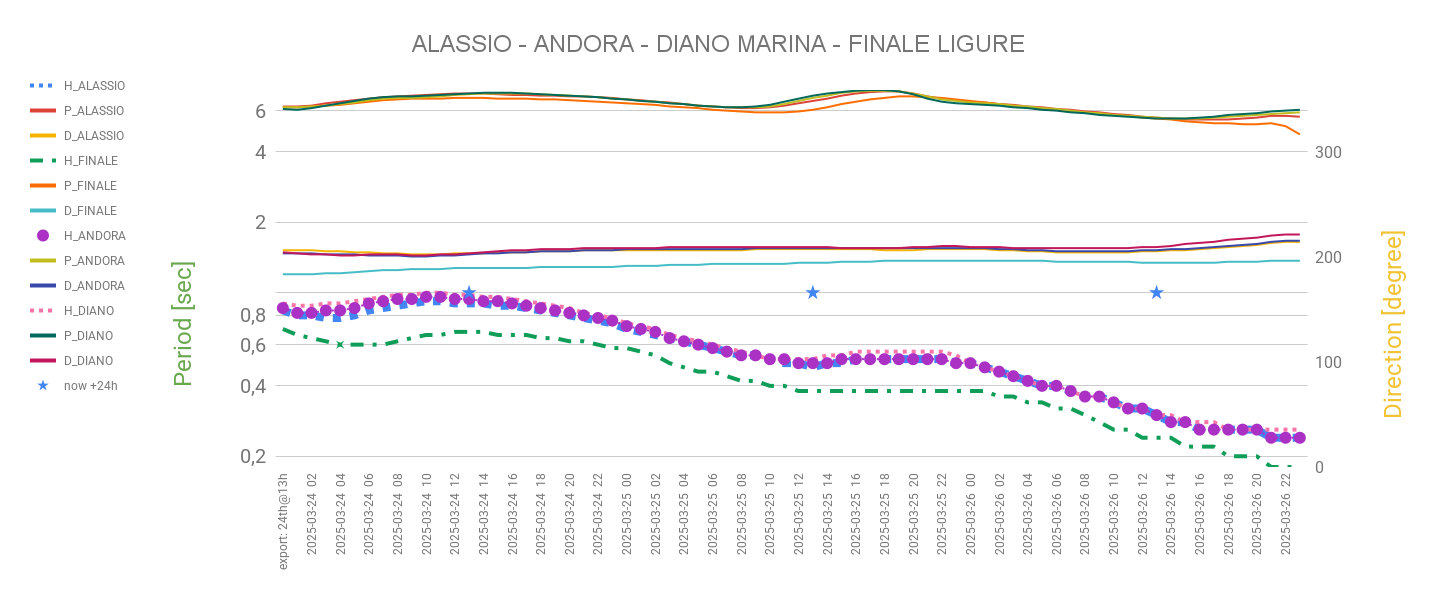 ALASSIO - ANDORA - DIANO MARINA - FINALE LIGURE
H_ALASSIO
P_ALASSIO
D_ALASSIO
H_FINALE
P_FINALE
D_FINALE
H_ANDORA
P_ANDORA
D_ANDORA
H_DIANO
P_DIANO
D_DIANO
now +24h
Period [sec]
6
4
2
0,8
0,6
0,4
0,2
300
200
100
0
Direction [degree]
export: 24th@13h
2025-03-24 02
2025-03-24 04
2025-03-24 06
2025-03-24 08
2025-03-24 10
2025-03-24 12
2025-03-24 14
2025-03-24 16
2025-03-24 18
2025-03-24 20
2025-03-24 22
2025-03-25 00
2025-03-25 02
2025-03-25 04
2025-03-25 06
2025-03-25 08
2025-03-25 10
2025-03-25 12
2025-03-25 14
2025-03-25 16
2025-03-25 18
2025-03-25 20
2025-03-25 22
2025-03-26 00
2025-03-26 02
2025-03-26 04
2025-03-26 06
2025-03-26 08
2025-03-26 10
2025-03-26 12
2025-03-26 14
2025-03-26 16
2025-03-26 18
2025-03-26 20
2025-03-26 22